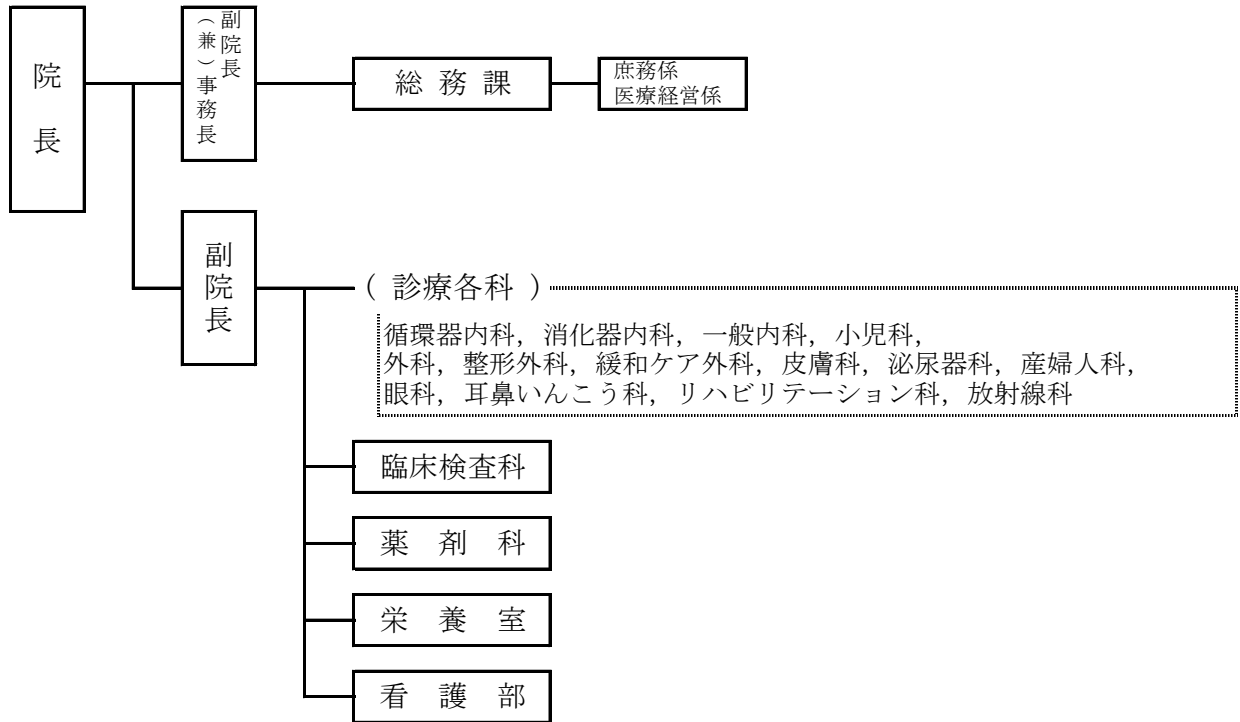 院長
副院長
（兼）事務長
総務課
庶務係
医療経営係
副院長
（診療各科）
循環器内科，消化器内科，一般内科，小児科，
外科，整形外科，緩和ケア外科，皮膚科，泌尿器科，産婦人科，
眼科，耳鼻いんこう科，リハビリテーション科，放射線科
臨床検査科
薬剤科
栄養室
看護部